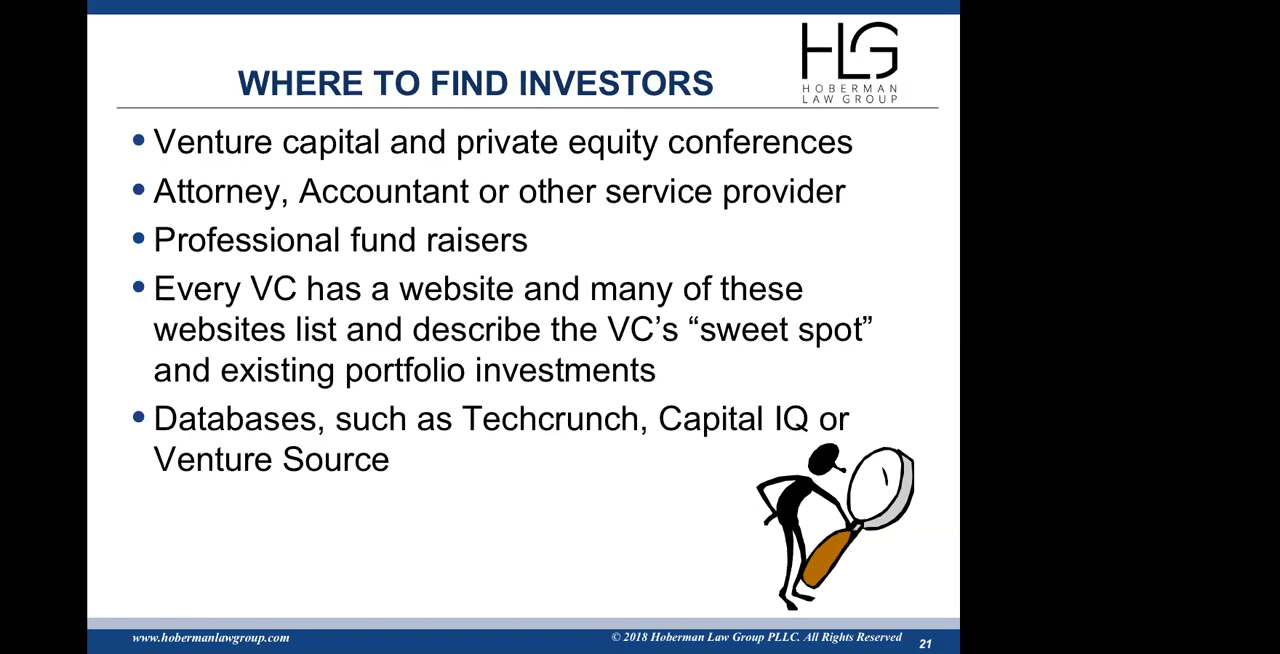 HLG
HOBERMAN
LAW GROUP
WHERE TO FIND INVESTORS
• Venture capital and private equity conferences
• Attorney, Accountant or other service provider
• Professional fund raisers
• Every VC has a website and many of these
websites list and describe the VC’s “sweet spot”
and existing portfolio investments
• Databases, such as Techcrunch, Capital IQ or
Venture Source
www.hobermanlawgroup.com
© 2018 Hoberman Law Group PLLC. All Rights Reserved
21